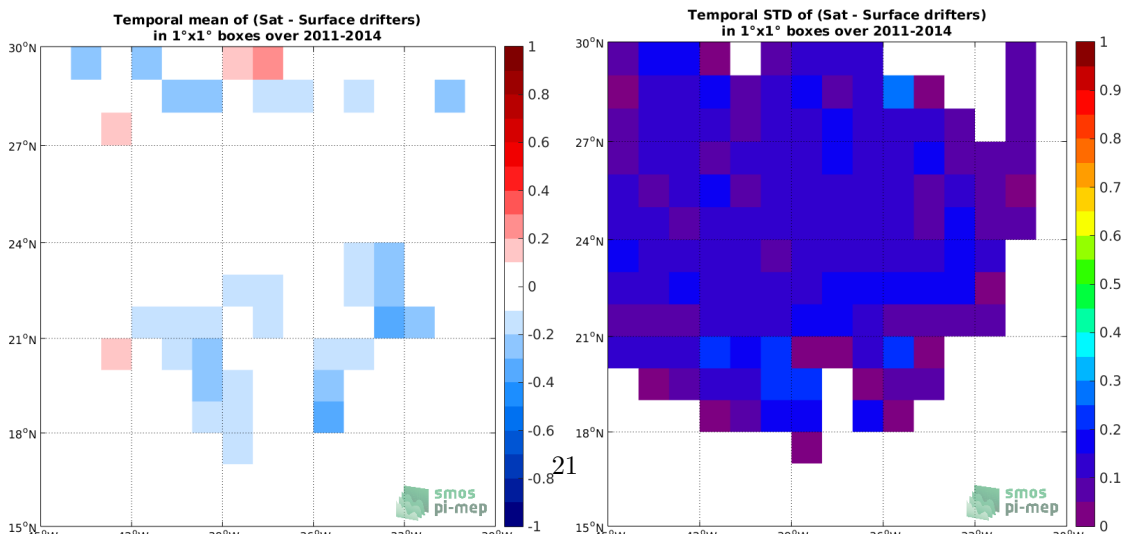 Temporal mean of (Sat - Surface drifters)
in 1°x1° boxes over 2011-2014
30°N
27°N
24°N
21°N
18°N
15°N
1
0.8
0.6
0.4
0.2
0
-0.2
-0.4
-0.6
-0.8
-1
smos
pi-mep
21
Temporal STD of (Sat - Surface drifters)
in 1°x1° boxes over 2011-2014
30°N
27°N
24°N
21°N
18°N
15°N
1
0.9
0.8
0.7
0.6
0.5
0.4
0.3
0.2
0.1
0
smos
pi-mep